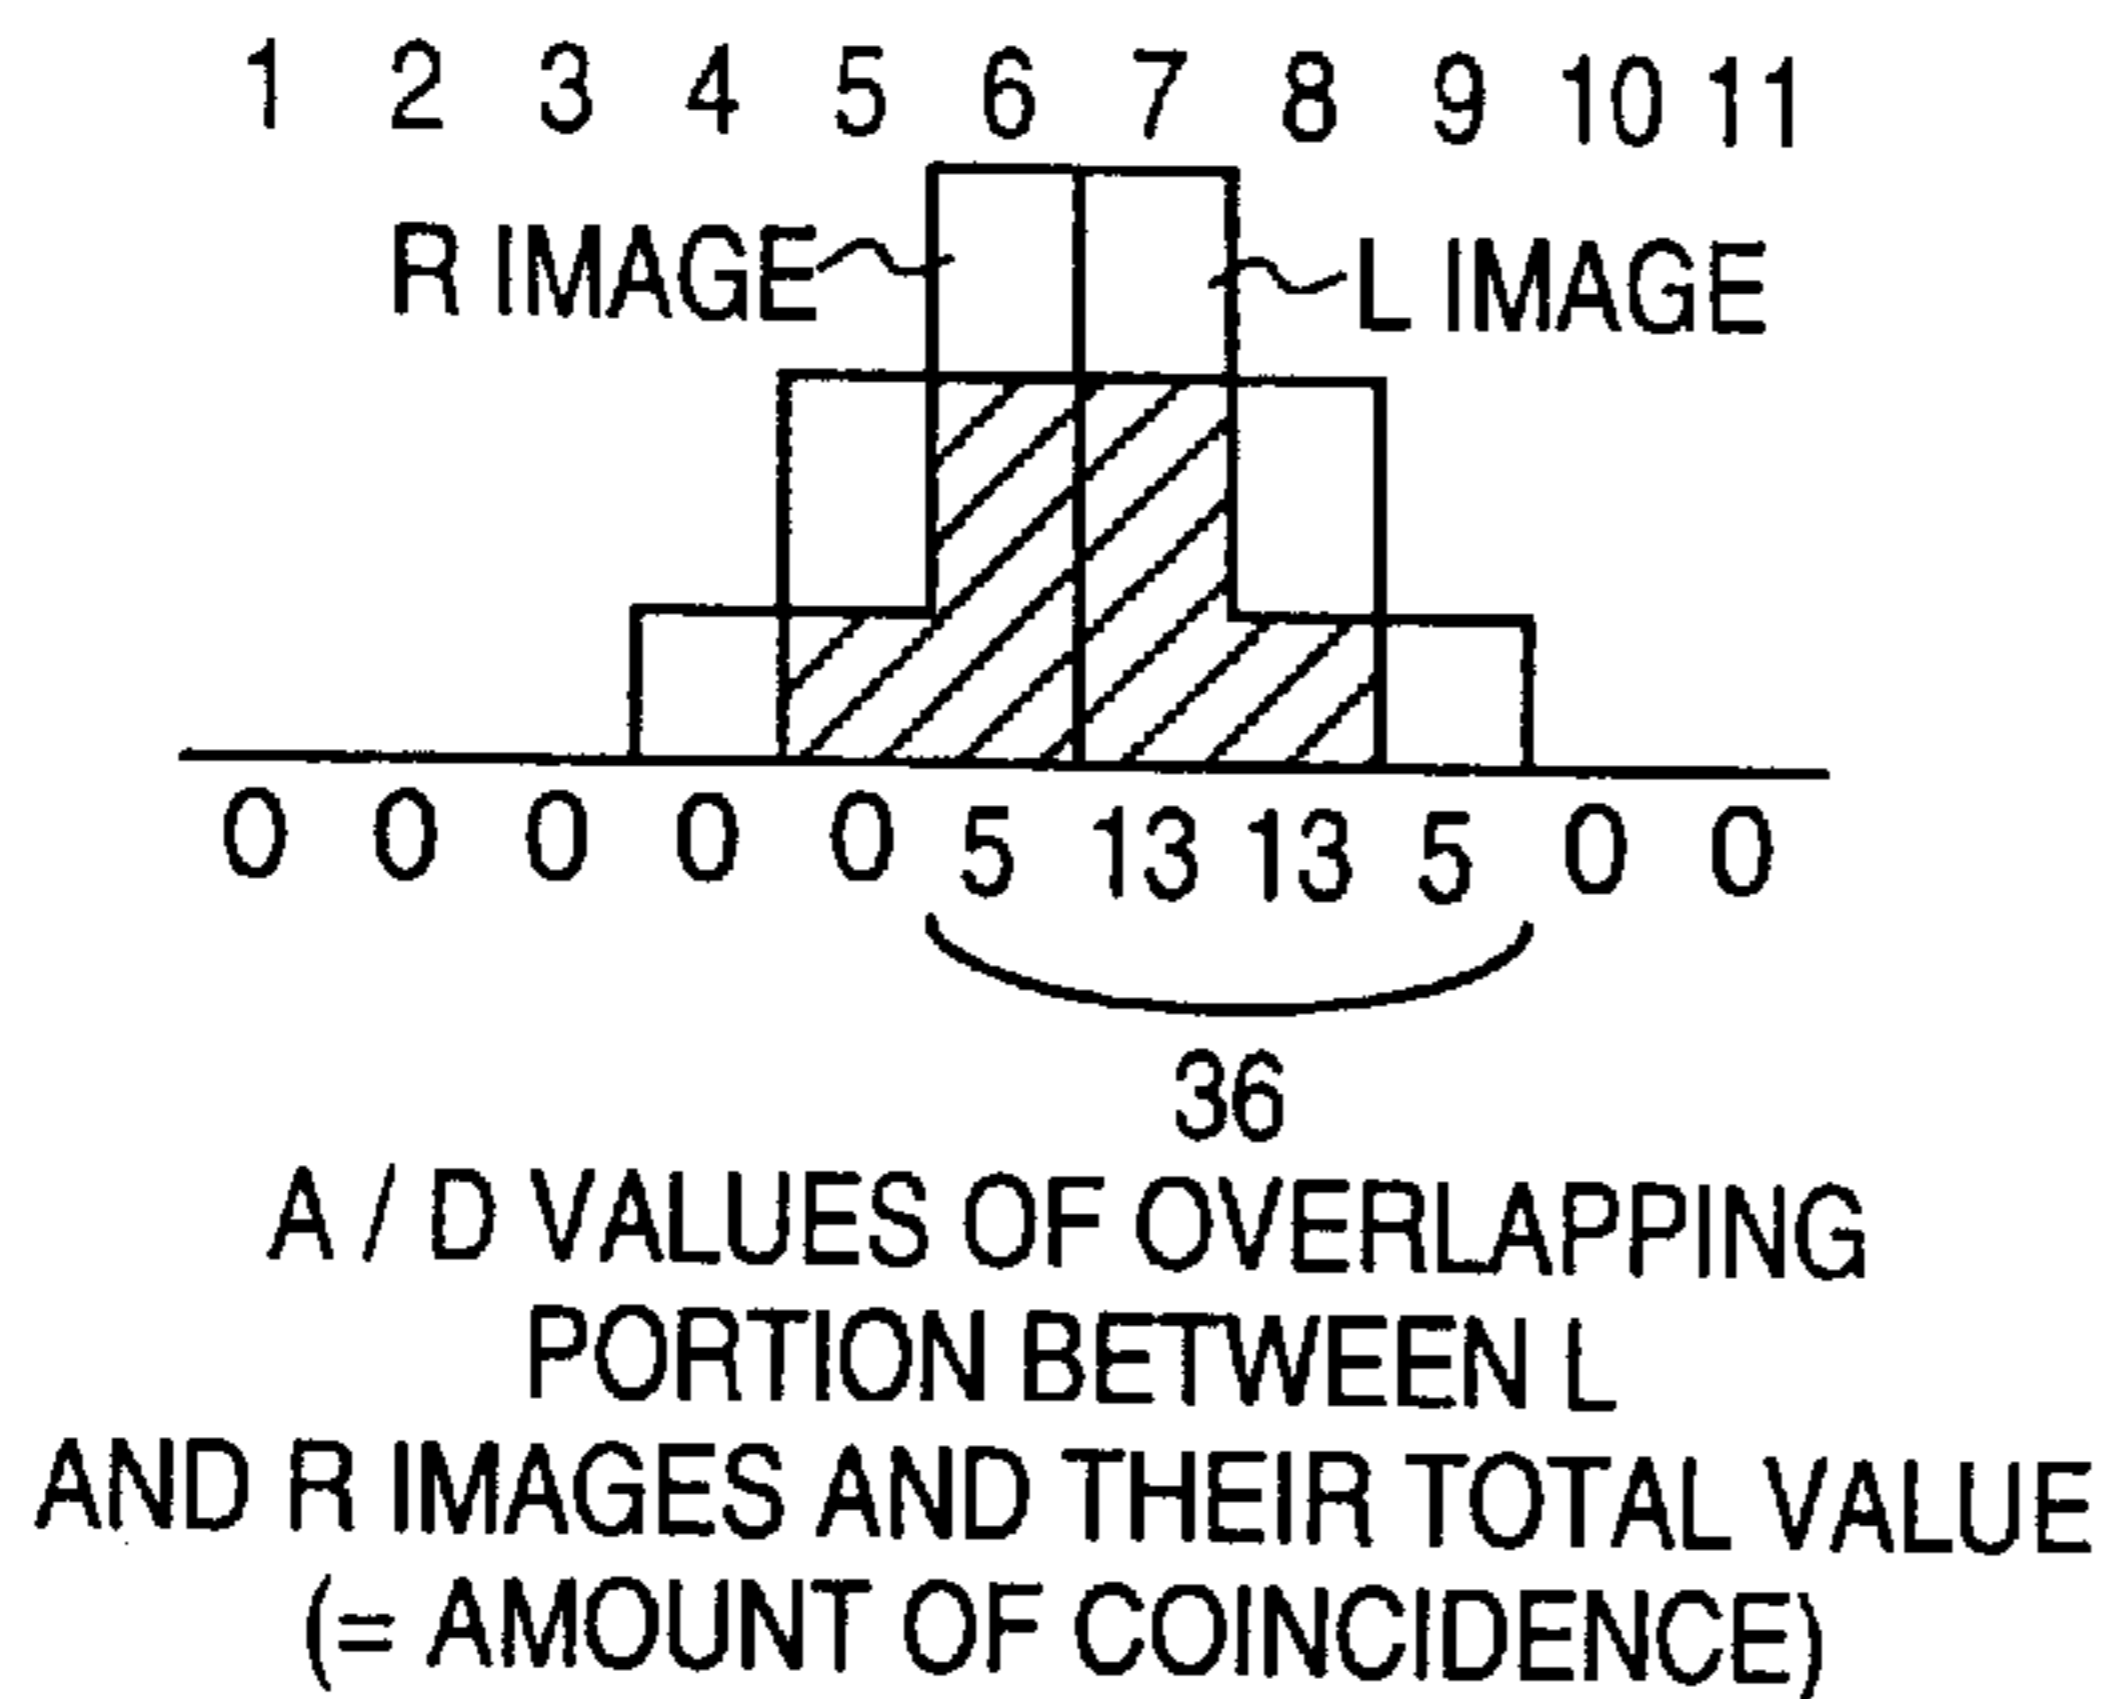 1 2 3 4 5 6 7 8 9 10 11
R IMAGE L IMAGE
0 0 0 0 0 5 13 13 5 0 0
36
A / D VALUES OF OVERLAPPING
PORTION BETWEEN L
AND R IMAGES AND THEIR TOTAL VALUE
(= AMOUNT OF COINCIDENCE)